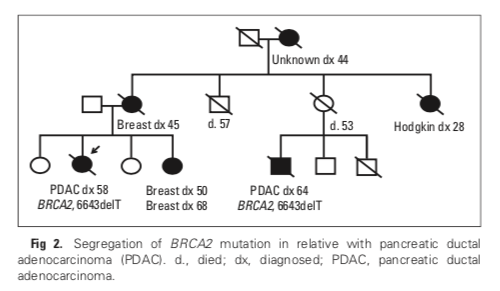 Unknown dx 44
Breast dx 45
d. 57
d. 53
Hodgkin dx 28
PDAC dx 58
BRCA2, 6643delT
Breast dx 50
Breast dx 68
PDAC dx 64
BRCA2, 6643delT
Fig 2. Segregation of BRCA2 mutation in relative with pancreatic ductal
adenocarcinoma (PDAC). d., died; dx, diagnosed; PDAC, pancreatic ductal
adenocarcinoma.